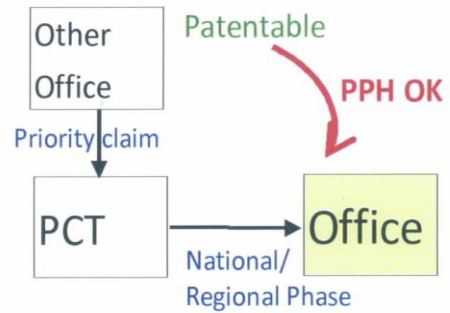 Other
Office
Patentable
PPH OK
Priority claim
PCT
Office
National/
Regional Phase